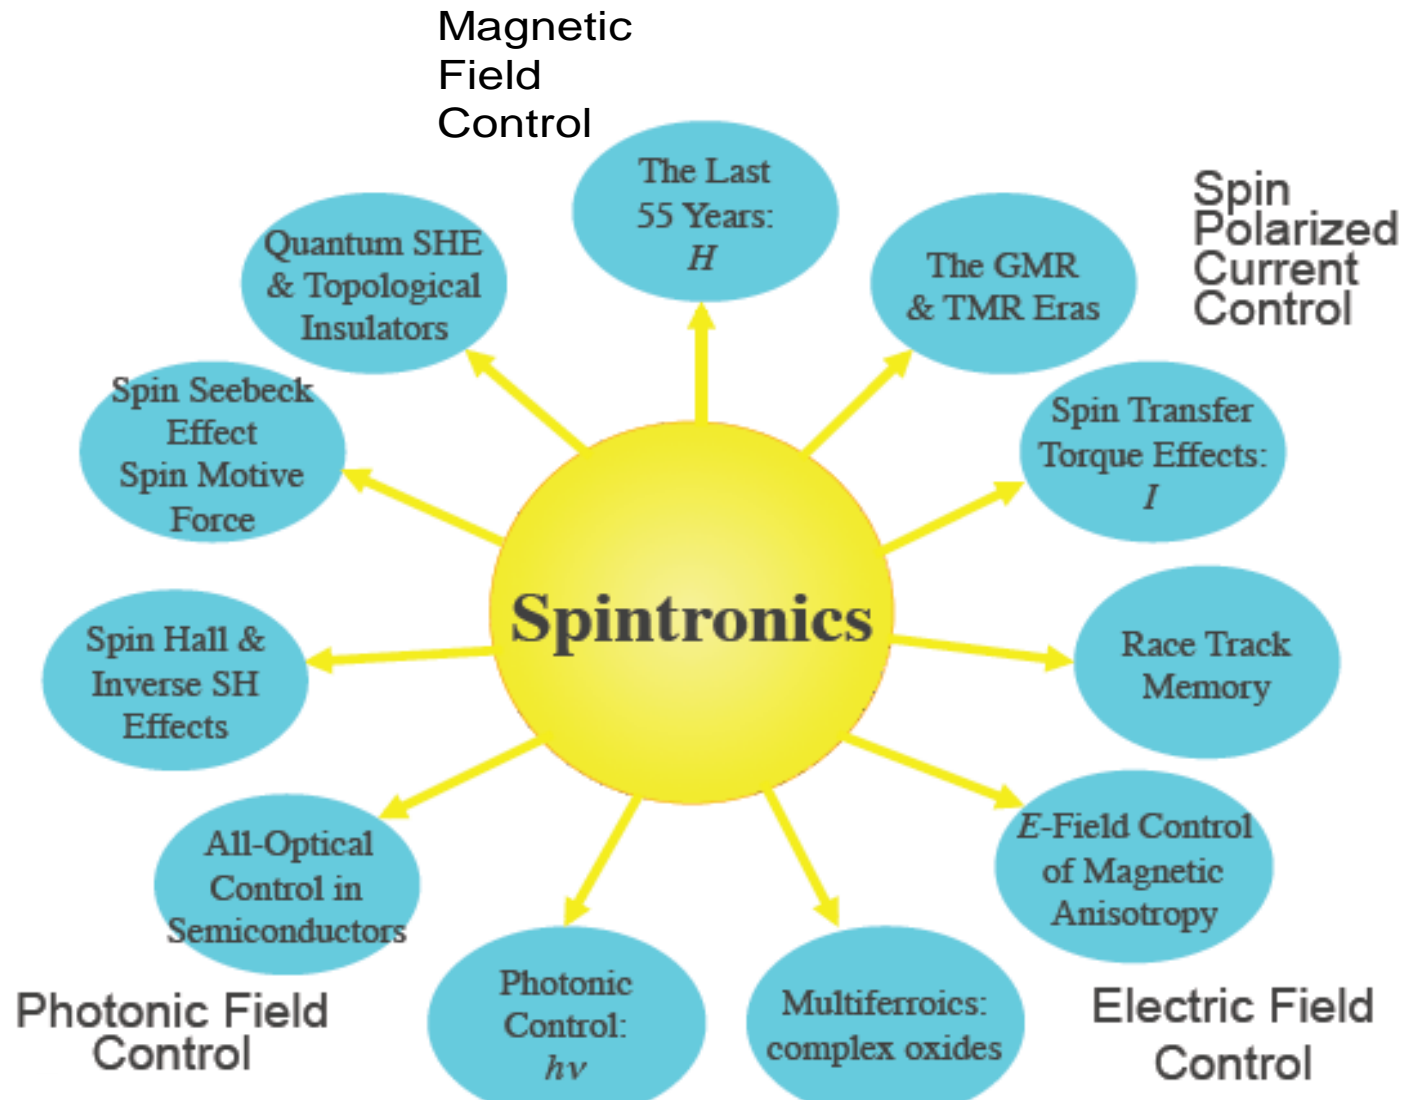 Magnetic
Field
Control
The Last
55 Years:
H
Spin
Polarized
Current
Control
Quantum SHE
& Topological
Insulators
The GMR
& TMR Eras
Spin Seebeck
Effect
Spin Motive
Force
Spin Transfer
Torque Effects:
I
Spintronics
Spin Hall &
Inverse SH
Effects
Race Track
Memory
All-Optical
Control in
Semiconductors
E-Field Control
of Magnetic
Anisotropy
Photonic Field
Control
Photonic
Control:
hν
Multiferroics:
complex oxides
Electric Field
Control